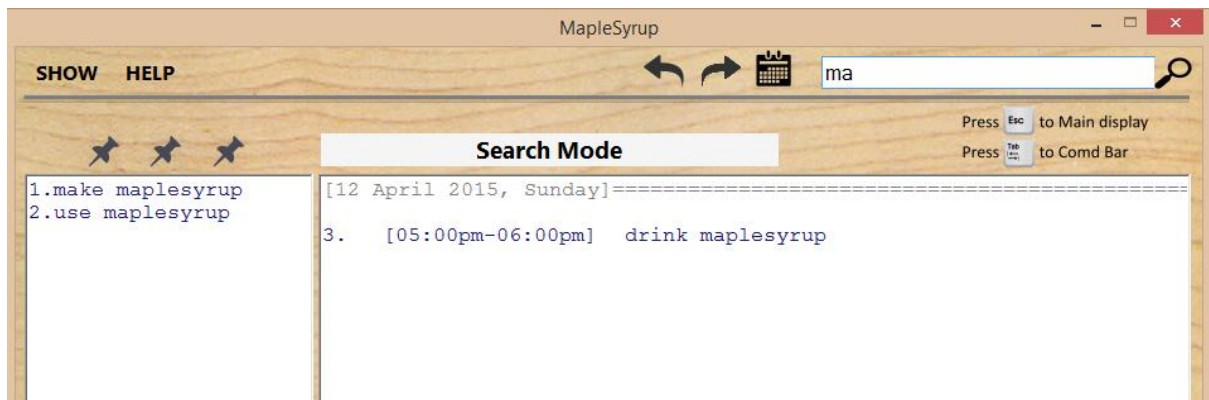 MapleSyrup
SHOW HELP
ma
Press Esc to Main display
Press Tab to Comd Bar
Search Mode
1.make maplesyrup
2.use maplesyrup
[12 April 2015, Sunday]==============================================
3. [05:00pm-06:00pm] drink maplesyrup